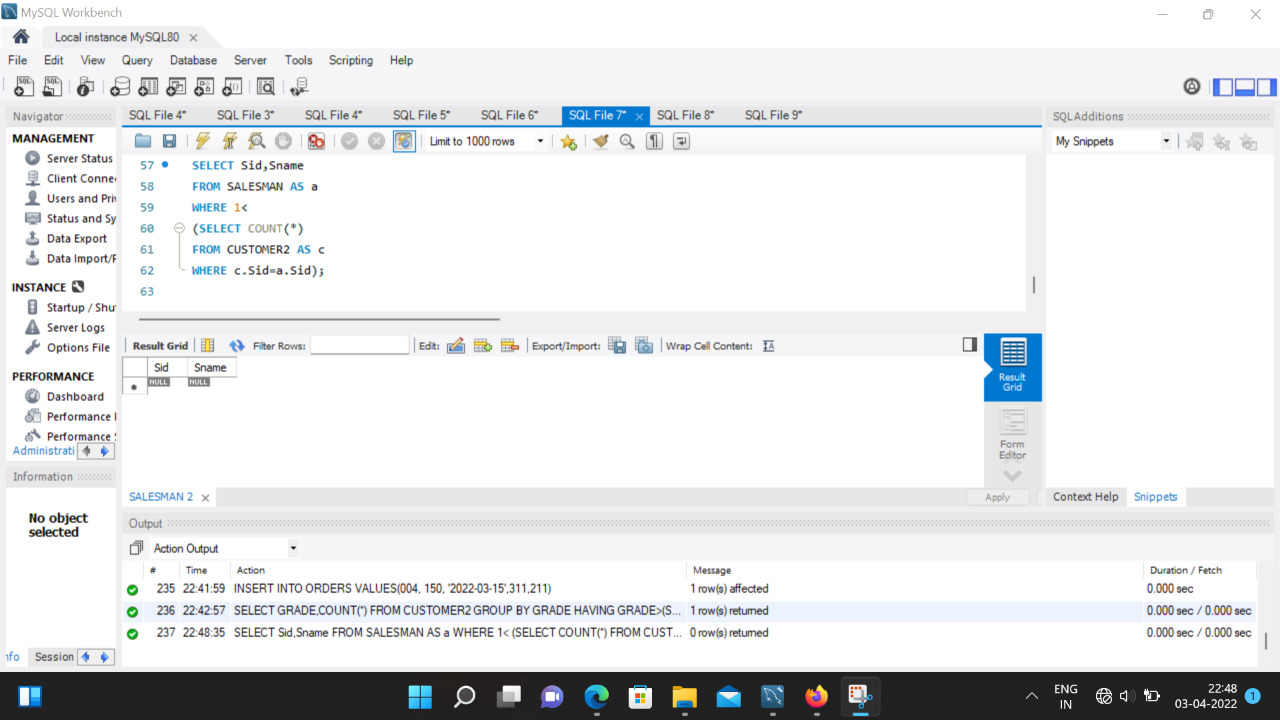 MySQL Workbench
Local instance MySQL80
File Edit View Query Database Server Tools Scripting Help
Navigator
MANAGEMENT
Server Status
Client Conne
Users and Pri
Status and Sy
Data Export
Data Import/F
INSTANCE
Startup / Shu
Server Logs
Options File
PERFORMANCE
Dashboard
Performance
Performance
Administrati
Information
No object
selected
nfo Session
SQL File 4* SQL File 3* SQL File 4* SQL File 5* SQL File 6* SQL File 7* SQL File 8* SQL File 9*
Limit to 1000 rows
57 SELECT Sid,Sname
58 FROM SALESMAN AS a
59 WHERE 1<
60 (SELECT COUNT(*)
61 FROM CUSTOMER2 AS c
62 WHERE c.Sid=a.Sid);
63
Result Grid Filter Rows: Edit: Export/Import: Wrap Cell Content:
Sid Sname
NULL NULL
Result
Grid
Form
Editor
SALESMAN 2 Apply
SQLAdditions
My Snippets
Context Help Snippets
Output
Action Output
# Time Action Message Duration / Fetch
235 22:41:59 INSERT INTO ORDERS VALUES(004, 150, '2022-03-15',311,211) 1 row(s) affected 0.000 sec
236 22:42:57 SELECT GRADE,COUNT(*) FROM CUSTOMER2 GROUP BY GRADE HAVING GRADE>(S... 1 row(s) returned 0.000 sec / 0.000 sec
237 22:48:35 SELECT Sid,Sname FROM SALESMAN AS a WHERE 1< (SELECT COUNT(*) FROM CUST... 0 row(s) returned 0.000 sec / 0.000 sec
ENG
IN
22:48
03-04-2022
1